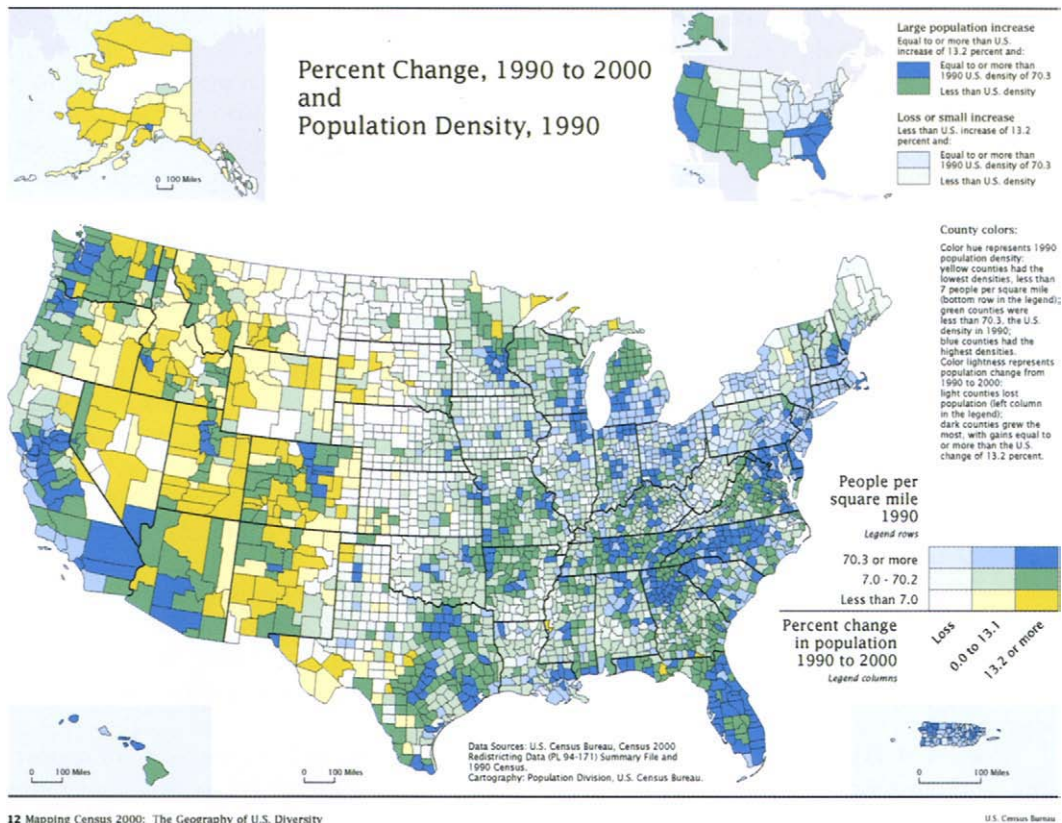 Percent Change, 1990 to 2000
and
Population Density, 1990
0 100 Miles
Large population increase
Equal to or more than U.S.
increase of 13.2 percent and:
Equal to or more than
1990 U.S. density of 70.3
Less than U.S. density
Loss or small increase
Less than U.S. increase of 13.2
percent and:
Equal to or more than
1990 U.S. density of 70.3
Less than U.S. density
County colors:
Color hue represents 1990
population density:
yellow counties had the
lowest densities, less than
7 people per square mile
(bottom row in the legend);
green counties were
less than 70.3, the U.S.
density in 1990;
blue counties had the
highest densities.
Color lightness represents
population change from
1990 to 2000:
light counties lost
population (left column
in the legend);
dark counties grew the
most, with gains equal to
or more than the U.S.
change of 13.2 percent.
People per
square mile
1990
Legend rows
70.3 or more
7.0 - 70.2
Less than 7.0
Loss
0.0 to 13.1
13.2 or more
Percent change
in population
1990 to 2000
Legend columns
0 100 Miles
0 100 Miles
Data Sources: U.S. Census Bureau, Census 2000
Redistricting Data (PL 94-171) Summary File and
1990 Census.
Cartography: Population Division, U.S. Census Bureau.
0 100 Miles
12 Mapping Census 2000: The Geography of U.S. Diversity
U.S. Census Bureau